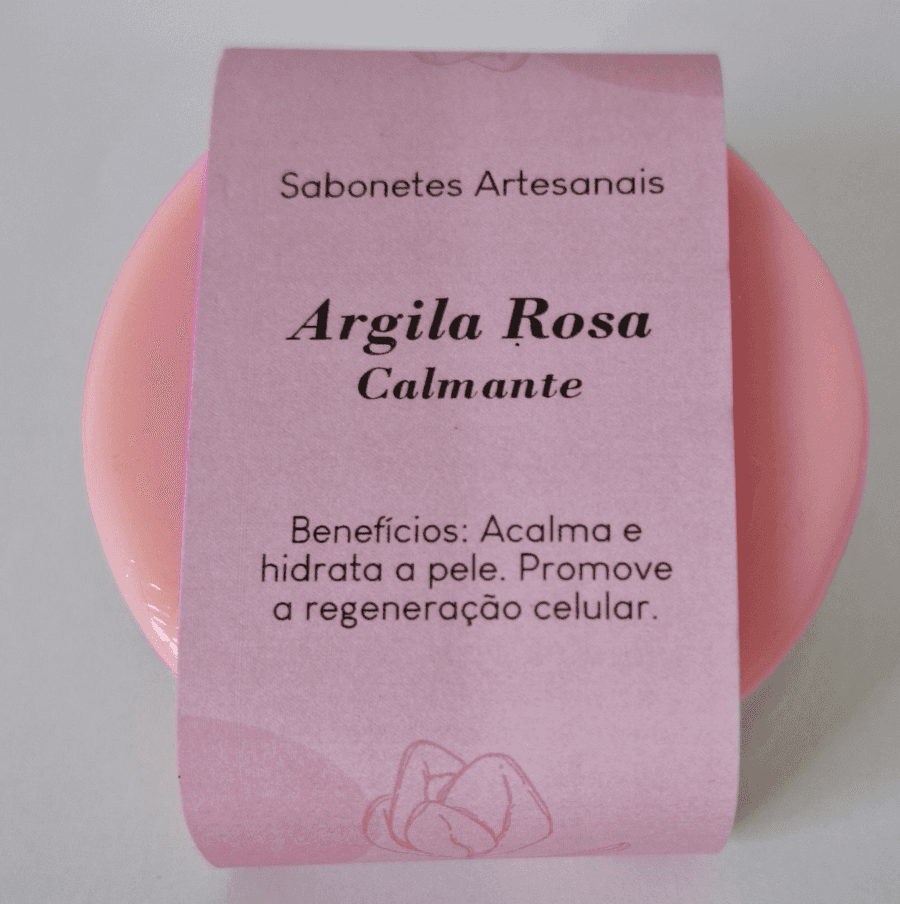 Sabonetes Artesanais
Argila Rosa
Calmante
Benefícios: Acalma e
hidrata a pele. Promove
a regeneração celular.